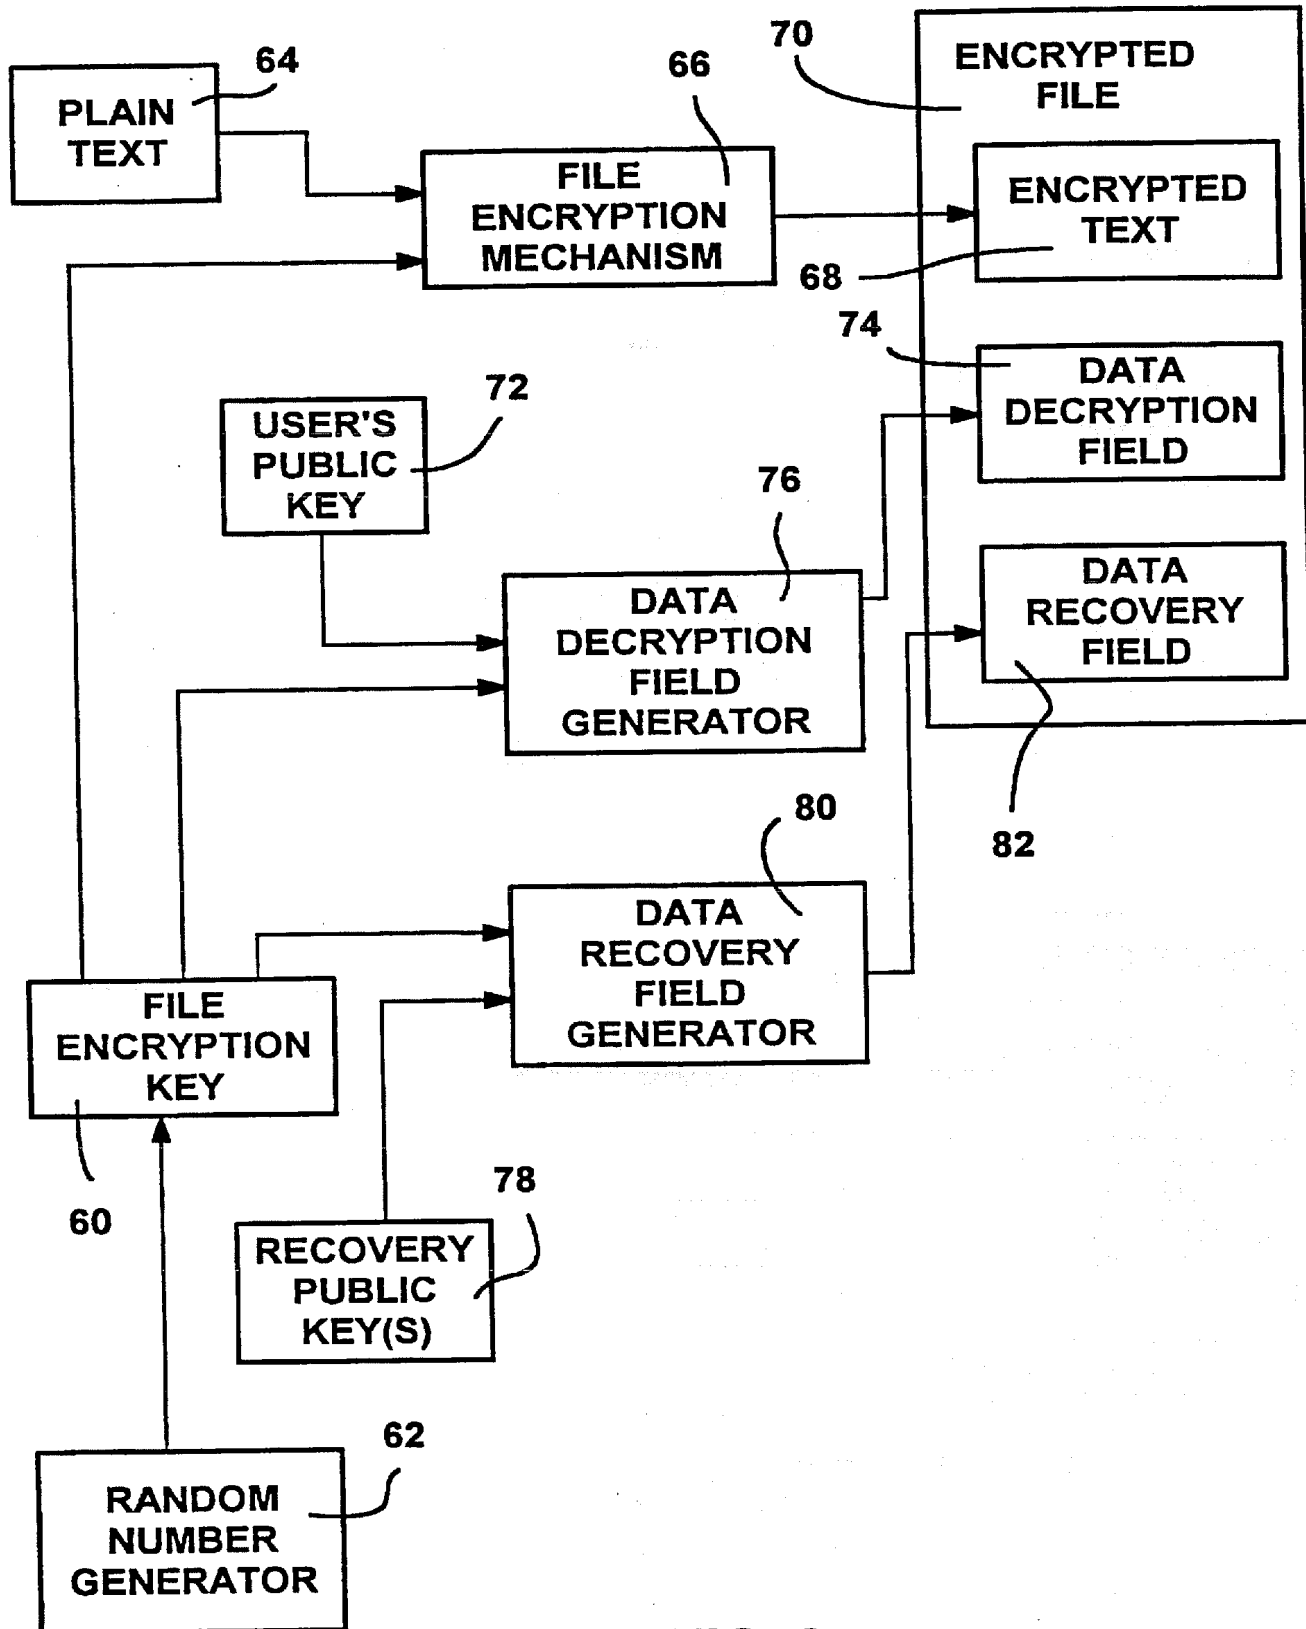 64
PLAIN
TEXT
66
FILE
ENCRYPTION
MECHANISM
70
ENCRYPTED
FILE
ENCRYPTED
TEXT
68
74
DATA
DECRYPTION
FIELD
72
USER'S
PUBLIC
KEY
76
DATA
DECRYPTION
FIELD
GENERATOR
DATA
RECOVERY
FIELD
82
80
DATA
RECOVERY
FIELD
GENERATOR
FILE
ENCRYPTION
KEY
60
78
RECOVERY
PUBLIC
KEY(S)
62
RANDOM
NUMBER
GENERATOR